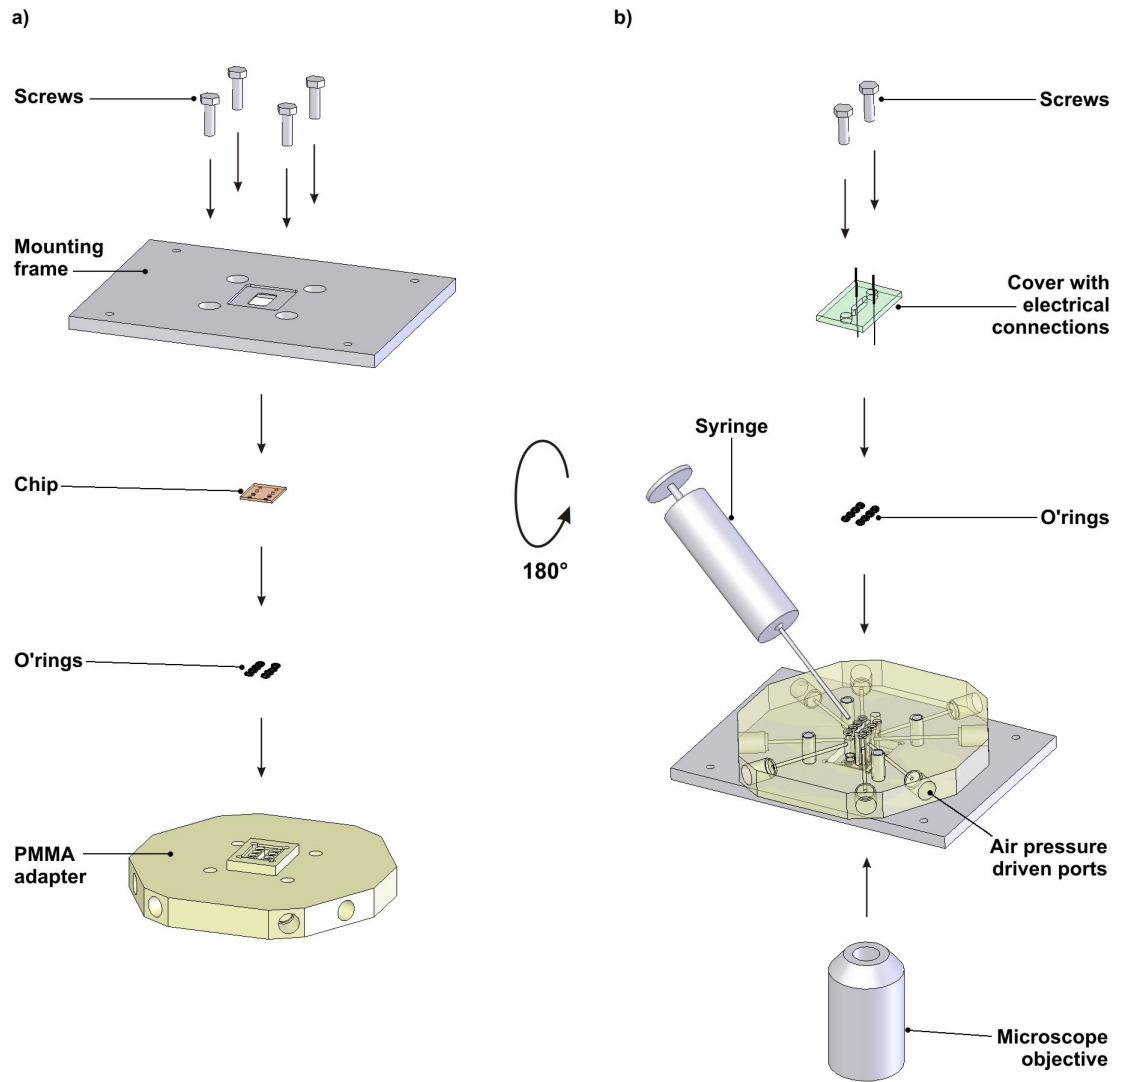 a)
Screws
Mounting
frame
Chip
O'rings
PMMA
adapter
180°
b)
Screws
Cover with
electrical
connections
Syringe
O'rings
Air pressure
driven ports
Microscope
objective